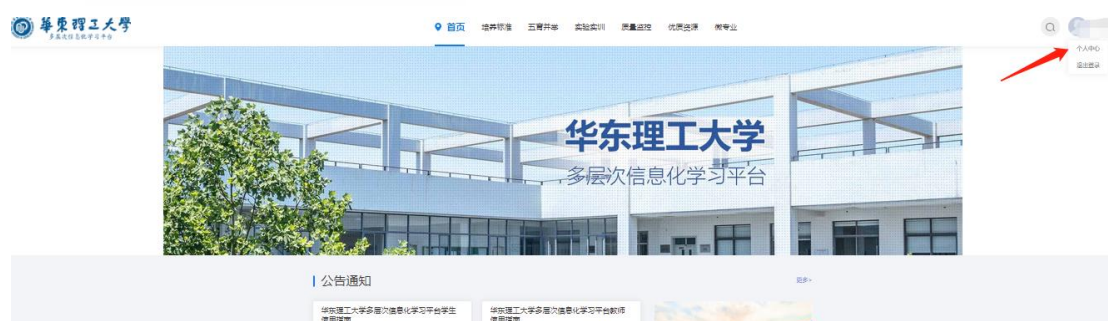 華東理工大學
多层次信息化学习平台
首页 培养标准 五育并举 实验实训 质量监控 优质资源 微专业
个人中心
退出登录
华东理工大学
多层次信息化学习平台
公告通知
更多>
华东理工大学多层次信息化学习平台学生
使用指南
华东理工大学多层次信息化学习平台教师
使用指南